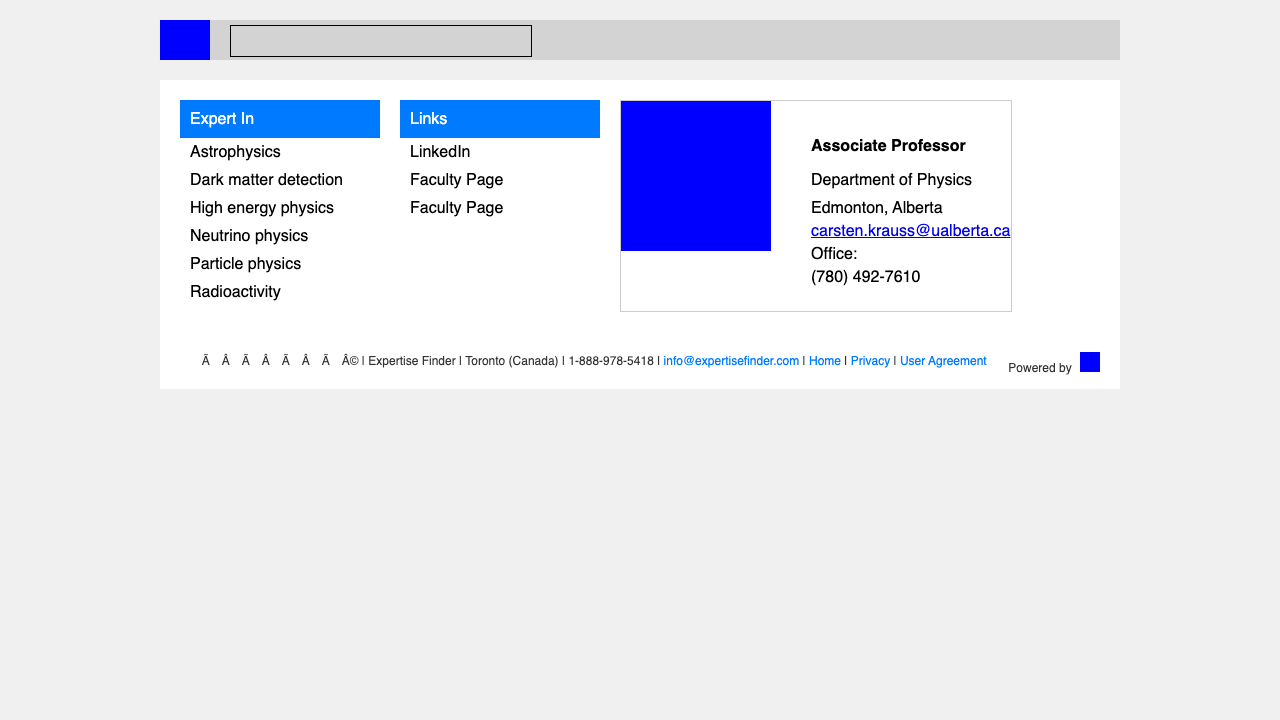 Expert In
Astrophysics
Dark matter detection
High energy physics
Neutrino physics
Particle physics
Radioactivity
Links
LinkedIn
Faculty Page
Faculty Page
Associate Professor
Department of Physics
Edmonton, Alberta
carsten.krauss@ualberta.ca
Office:
(780) 492-7610
Ã Â Ã Â Ã Â Ã Â© | Expertise Finder | Toronto (Canada) | 1-888-978-5418 | info@expertisefinder.com | Home | Privacy | User Agreement
Powered by